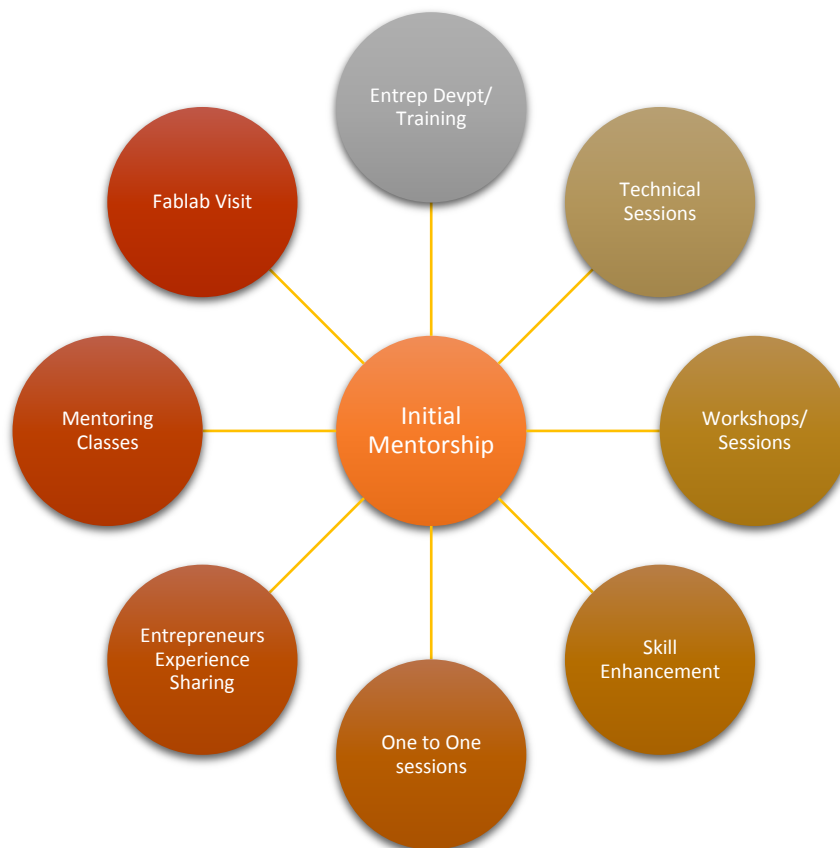 Entrep Devpt/
Training
Technical
Sessions
Workshops/
Sessions
Skill
Enhancement
One to One
sessions
Entrepreneurs
Experience
Sharing
Mentoring
Classes
Fablab Visit
Initial
Mentorship